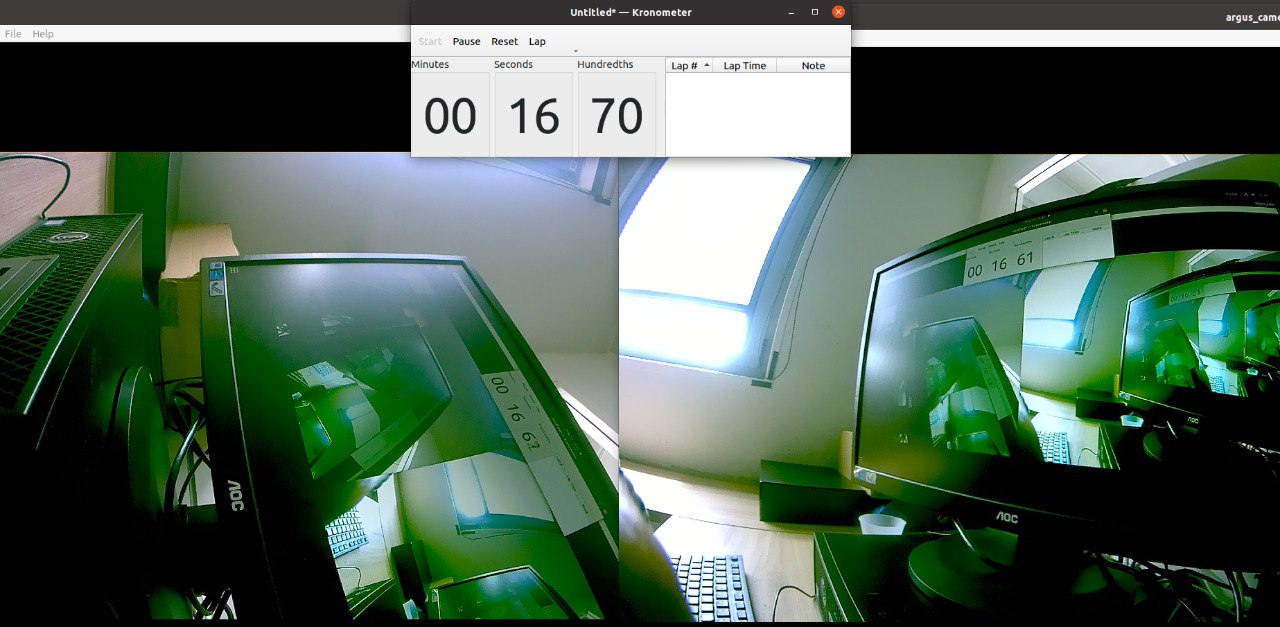 Untitled* — Kronometer
argus_came
File Help
Start Pause Reset Lap
Minutes Seconds Hundredths
Lap # Lap Time Note
00 16 70
00 16 61
00 16 61
AOC
AOC